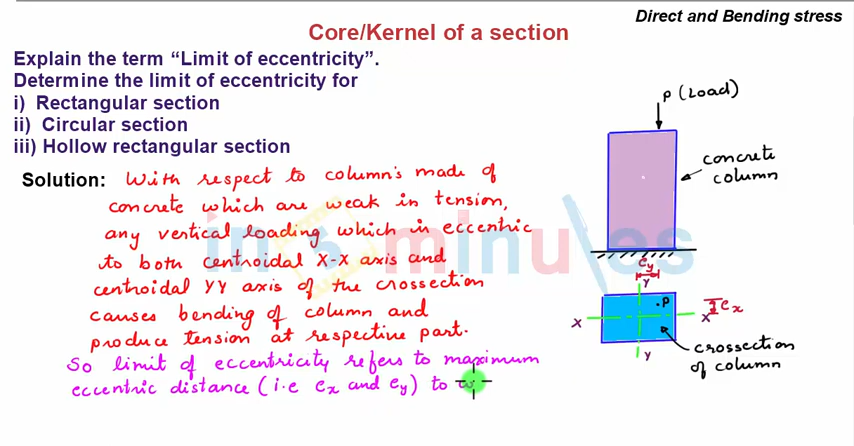 Direct and Bending stress
Core/Kernel of a section
Explain the term “Limit of eccentricity”.
Determine the limit of eccentricity for
i) Rectangular section
ii) Circular section
iii) Hollow rectangular section
Solution: With respect to column's made of
concrete which are weak in tension,
any vertical loading which is eccentric
to both centroidal X-X axis and
centroidal YY axis of the crossection
causes bending of column and
produce tension at respective part.
So limit of eccentricity refers to maximum
eccentric distance (i.e ex and ey) to
in 5 minutes
P (Load)
concrete
column
ey
Y
P
X
X
ex
Y
crossection
of column